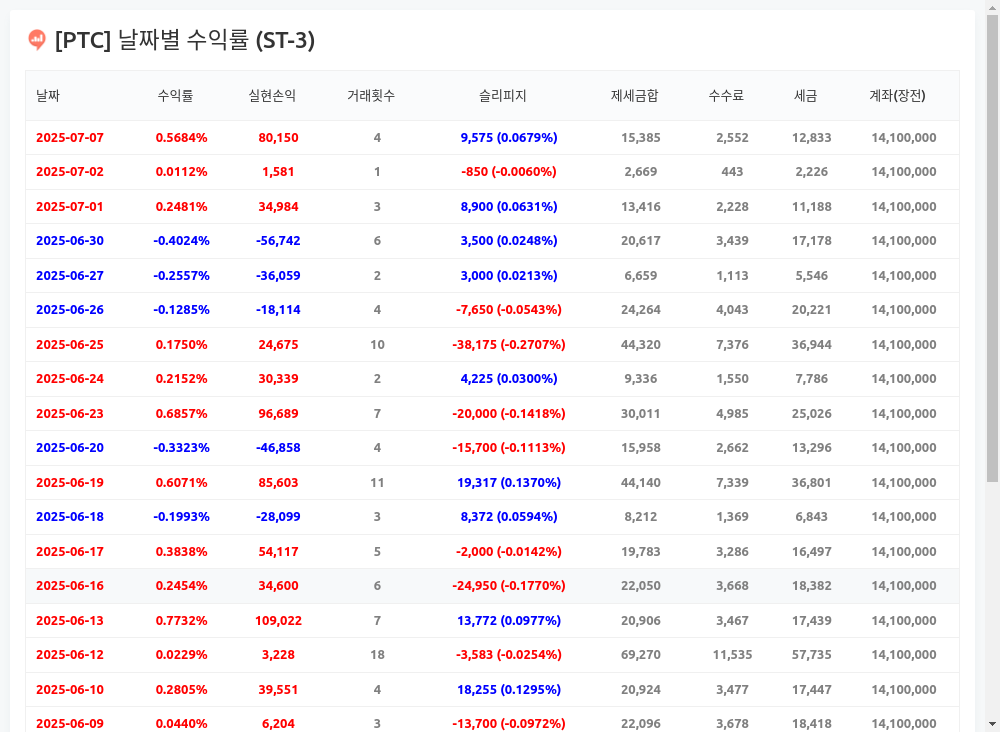 [PTC] 날짜별 수익률 (ST-3)
날짜 수익률 실현손익 거래횟수 슬리피지 제세금합 수수료 세금 계좌(장전)
2025-07-07 0.5684% 80,150 4 9,575 (0.0679%) 15,385 2,552 12,833 14,100,000
2025-07-02 0.0112% 1,581 1 -850 (-0.0060%) 2,669 443 2,226 14,100,000
2025-07-01 0.2481% 34,984 3 8,900 (0.0631%) 13,416 2,228 11,188 14,100,000
2025-06-30 -0.4024% -56,742 6 3,500 (0.0248%) 20,617 3,439 17,178 14,100,000
2025-06-27 -0.2557% -36,059 2 3,000 (0.0213%) 6,659 1,113 5,546 14,100,000
2025-06-26 -0.1285% -18,114 4 -7,650 (-0.0543%) 24,264 4,043 20,221 14,100,000
2025-06-25 0.1750% 24,675 10 -38,175 (-0.2707%) 44,320 7,376 36,944 14,100,000
2025-06-24 0.2152% 30,339 2 4,225 (0.0300%) 9,336 1,550 7,786 14,100,000
2025-06-23 0.6857% 96,689 7 -20,000 (-0.1418%) 30,011 4,985 25,026 14,100,000
2025-06-20 -0.3323% -46,858 4 -15,700 (-0.1113%) 15,958 2,662 13,296 14,100,000
2025-06-19 0.6071% 85,603 11 19,317 (0.1370%) 44,140 7,339 36,801 14,100,000
2025-06-18 -0.1993% -28,099 3 8,372 (0.0594%) 8,212 1,369 6,843 14,100,000
2025-06-17 0.3838% 54,117 5 -2,000 (-0.0142%) 19,783 3,286 16,497 14,100,000
2025-06-16 0.2454% 34,600 6 -24,950 (-0.1770%) 22,050 3,668 18,382 14,100,000
2025-06-13 0.7732% 109,022 7 13,772 (0.0977%) 20,906 3,467 17,439 14,100,000
2025-06-12 0.0229% 3,228 18 -3,583 (-0.0254%) 69,270 11,535 57,735 14,100,000
2025-06-10 0.2805% 39,551 4 18,255 (0.1295%) 20,924 3,477 17,447 14,100,000
2025-06-09 0.0440% 6,204 3 -13,700 (-0.0972%) 22,096 3,678 18,418 14,100,000